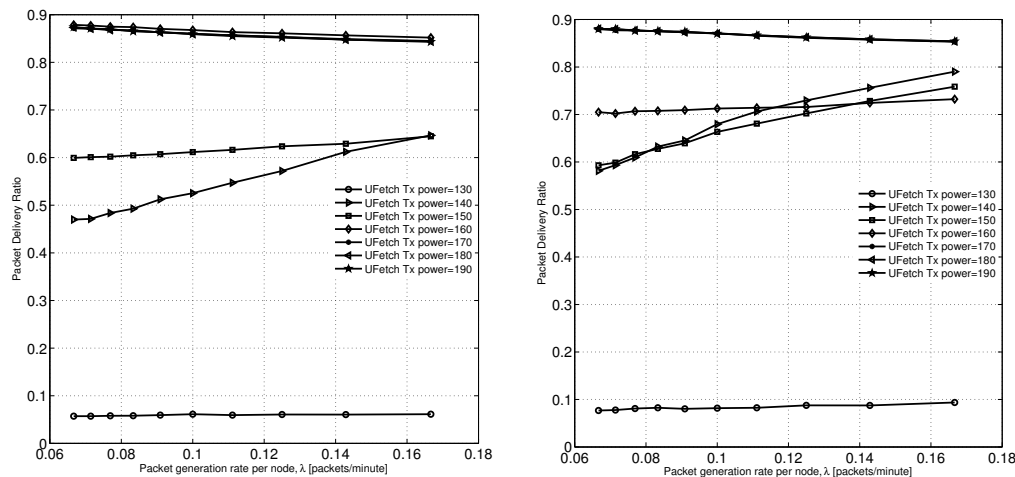 0.9
0.8
0.7
0.6
0.5
0.4
0.3
0.2
0.1
0
Packet Delivery Ratio
UFetch Tx power=130
UFetch Tx power=140
UFetch Tx power=150
UFetch Tx power=160
UFetch Tx power=170
UFetch Tx power=180
UFetch Tx power=190
0.06 0.08 0.1 0.12 0.14 0.16 0.18
Packet generation rate per node, λ [packets/minute]
0.9
0.8
0.7
0.6
0.5
0.4
0.3
0.2
0.1
0
Packet Delivery Ratio
UFetch Tx power=130
UFetch Tx power=140
UFetch Tx power=150
UFetch Tx power=160
UFetch Tx power=170
UFetch Tx power=180
UFetch Tx power=190
0.06 0.08 0.1 0.12 0.14 0.16 0.18
Packet generation rate per node, λ [packets/minute]